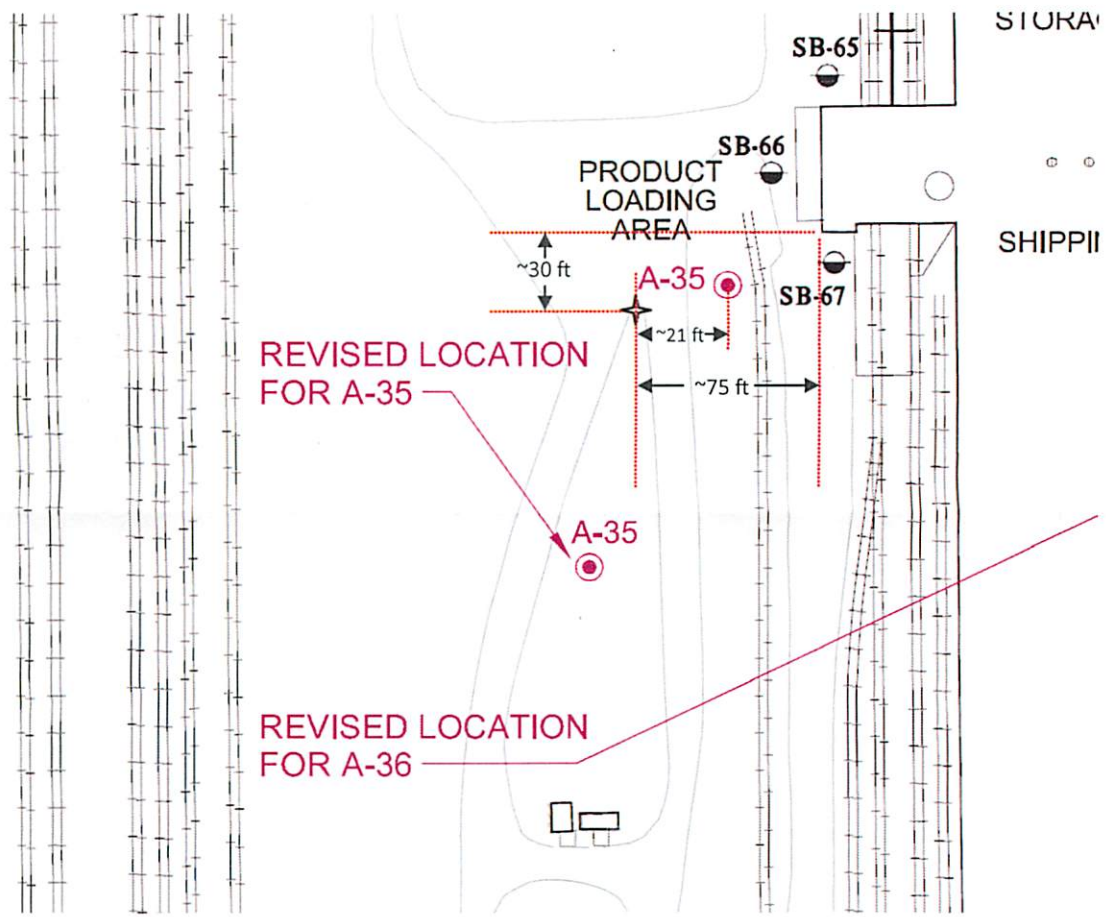 STORA
SB-65
SB-66
PRODUCT
LOADING
AREA
SHIPPI
~30 ft
A-35
SB-67
~21 ft
REVISED LOCATION
FOR A-35
~75 ft
A-35
REVISED LOCATION
FOR A-36